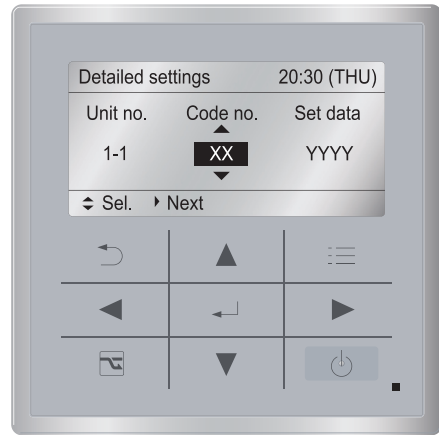 Detailed settings 20:30 (THU)
Unit no. Code no. Set data
1-1 XX YYYY
Sel. Next